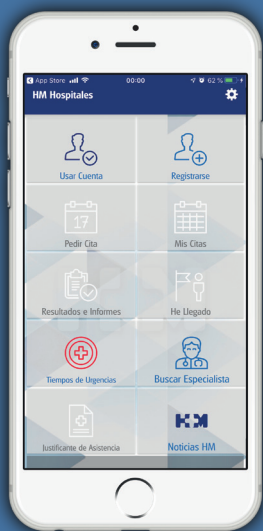 App Store 00:00 62 %
HM Hospitales
Usar Cuenta Registrarse
17
Pedir Cita Mis Citas
Resultados e Informes He Llegado
Tiempos de Urgencias Buscar Especialista
HM
Justificante de Asistencia Noticias HM